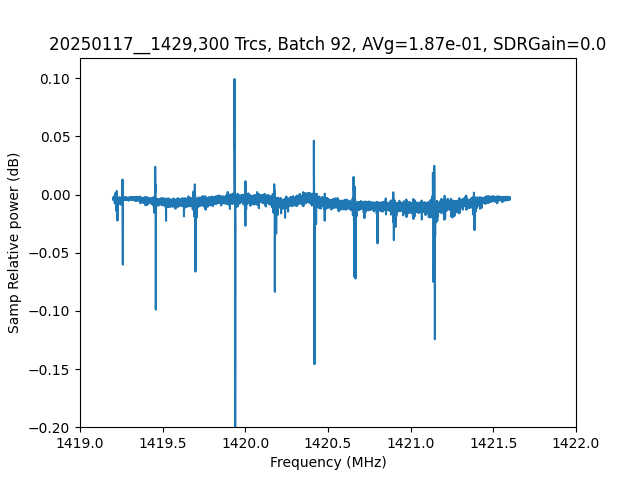 20250117__1429,300 Trcs, Batch 92, AVg=1.87e-01, SDRGain=0.0
0.10
0.05
0.00
−0.05
−0.10
−0.15
−0.20
Samp Relative power (dB)
1419.0 1419.5 1420.0 1420.5 1421.0 1421.5 1422.0
Frequency (MHz)